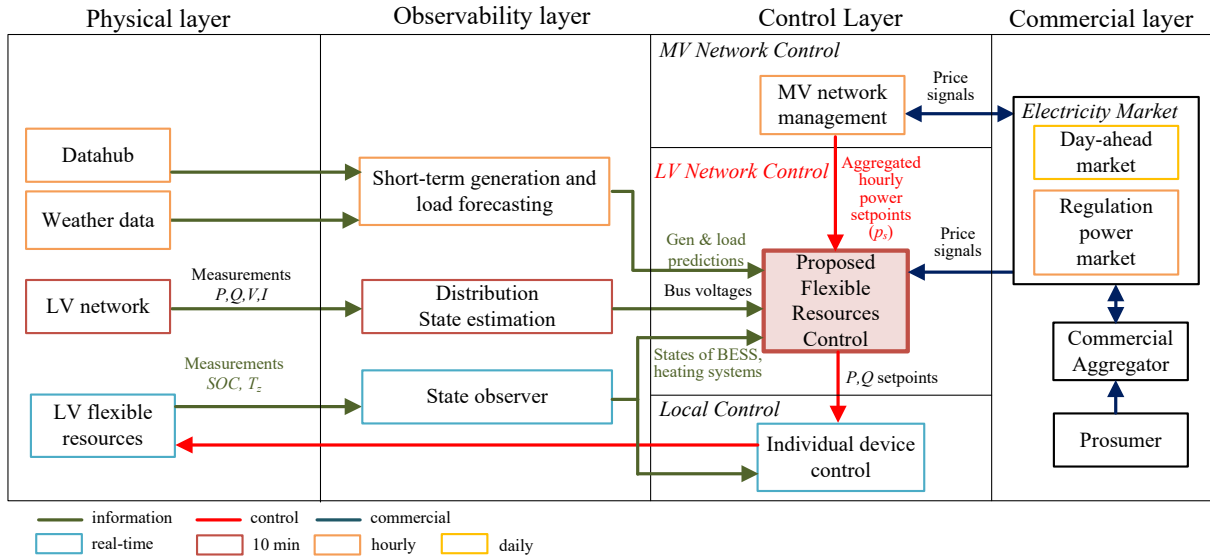 Physical layer
Observability layer
Control Layer
Commercial layer
MV Network Control
Price
signals
MV network
management
Electricity Market
Day-ahead
market
Datahub
Short-term generation and
load forecasting
LV Network Control
Aggregated
hourly
power
setpoints
(pₛ)
Weather data
Regulation
power
market
Gen & load
predictions
Price
signals
Proposed
Flexible
Resources
Control
Measurements
P,Q,V,I
LV network
Distribution
State estimation
Bus voltages
Measurements
SOC, T_z
States of BESS,
heating systems
P,Q setpoints
Commercial
Aggregator
LV flexible
resources
State observer
Local Control
Individual device
control
Prosumer
information
control
commercial
real-time
10 min
hourly
daily